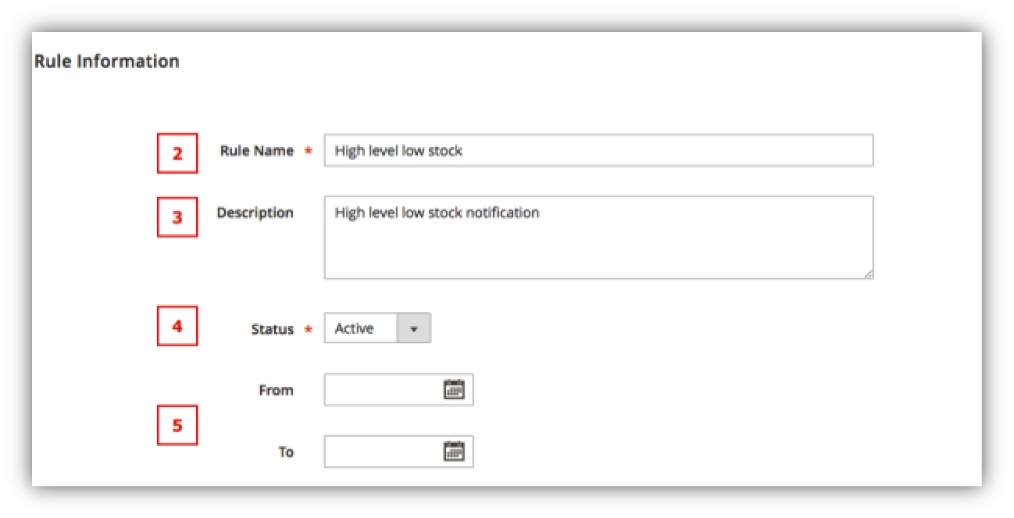 Rule Information
2 Rule Name * High level low stock
3 Description High level low stock notification
4 Status * Active
From
5
To